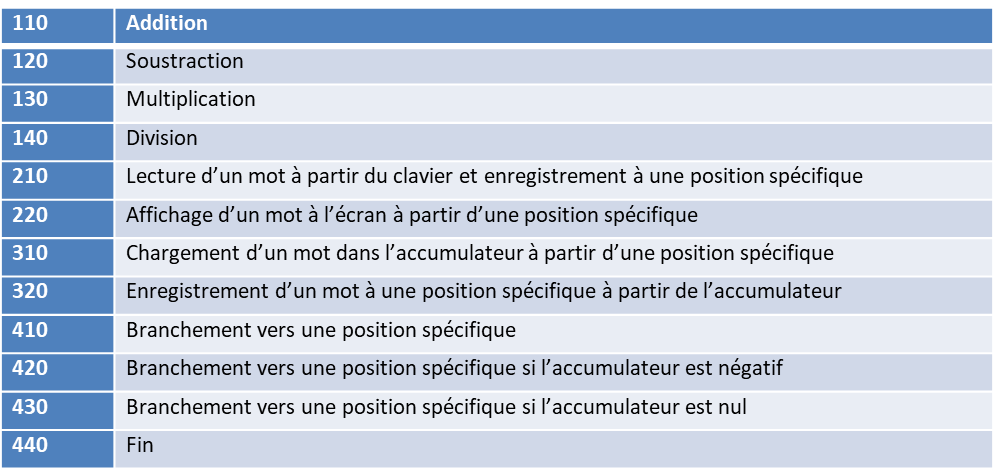 110 Addition
120 Soustraction
130 Multiplication
140 Division
210 Lecture d’un mot à partir du clavier et enregistrement à une position spécifique
220 Affichage d’un mot à l’écran à partir d’une position spécifique
310 Chargement d’un mot dans l’accumulateur à partir d’une position spécifique
320 Enregistrement d’un mot à une position spécifique à partir de l’accumulateur
410 Branchement vers une position spécifique
420 Branchement vers une position spécifique si l’accumulateur est négatif
430 Branchement vers une position spécifique si l’accumulateur est nul
440 Fin